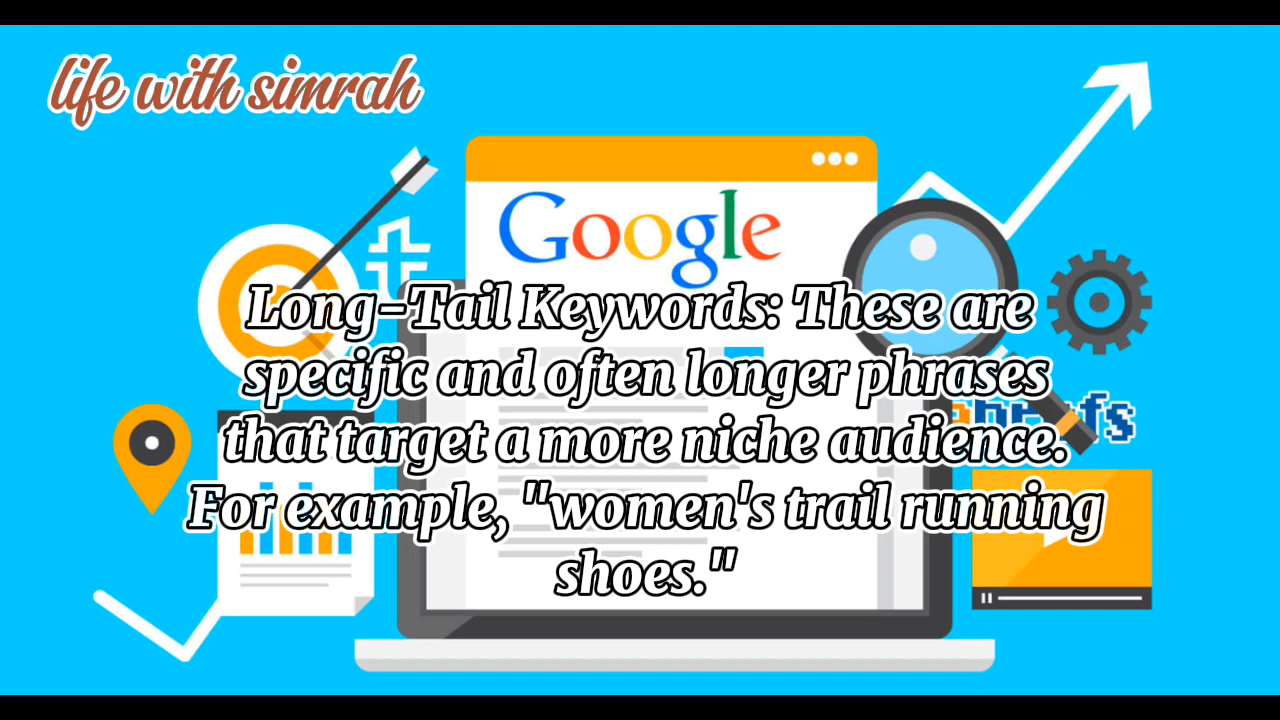 life with simrah
Google
Long-Tail Keywords: These are
specific and often longer phrases
that target a more niche audience.
For example, "women's trail running
shoes."